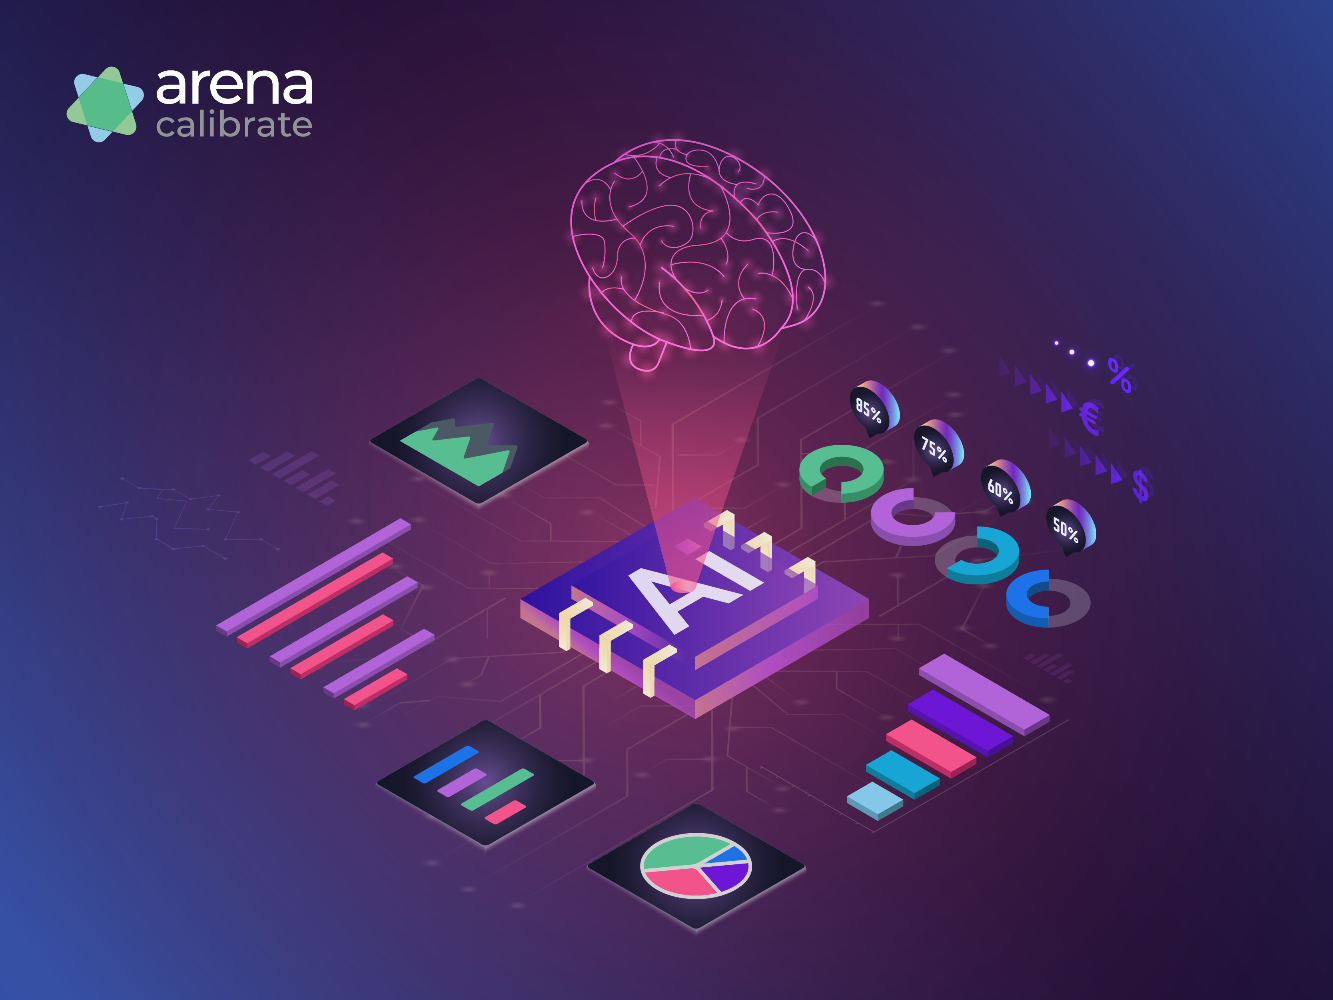 arena
calibrate
%
85%
€
75%
60%
$
50%
AI